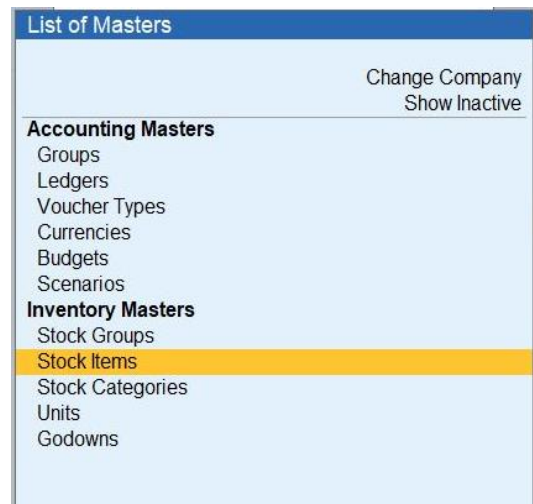 List of Masters
Change Company
Show Inactive
Accounting Masters
Groups
Ledgers
Voucher Types
Currencies
Budgets
Scenarios
Inventory Masters
Stock Groups
Stock Items
Stock Categories
Units
Godowns